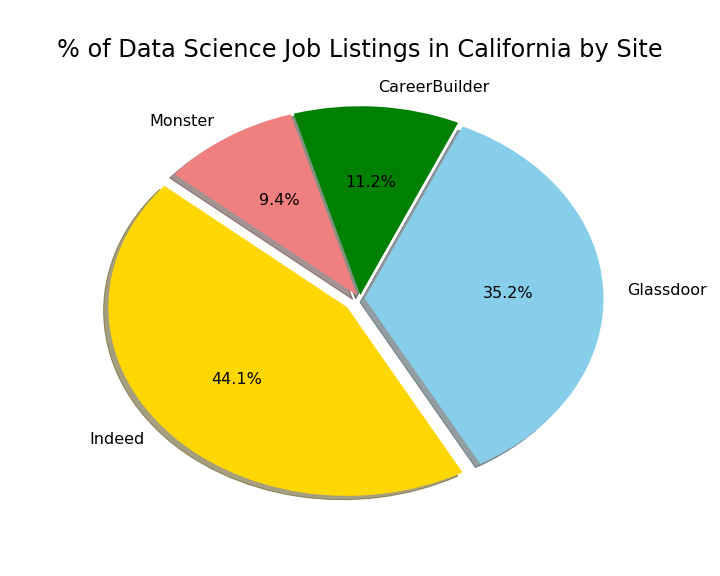 % of Data Science Job Listings in California by Site
CareerBuilder
Monster
11.2%
9.4%
Glassdoor
35.2%
44.1%
Indeed